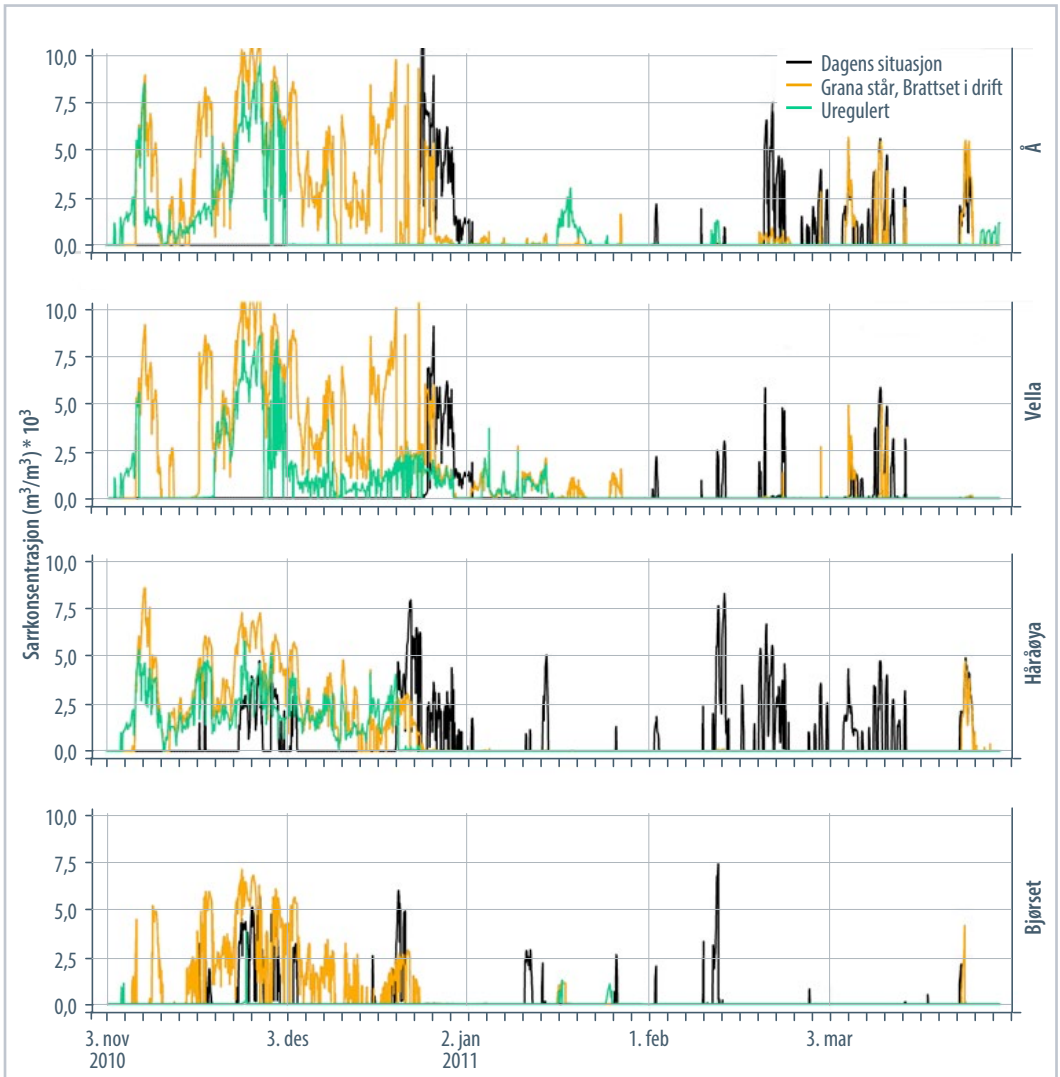 10,0
7,5
5,0
2,5
0,0
Dagens situasjon
Grana står, Brattset i drift
Uregulert
Å
10,0
7,5
5,0
2,5
0,0
Vella
Sarrkonsentrasjon (m³/m³) * 10³
10,0
7,5
5,0
2,5
0,0
Håråøya
10,0
7,5
5,0
2,5
0,0
Bjørset
3. nov 3. des 2. jan 1. feb 3. mar
2010 2011